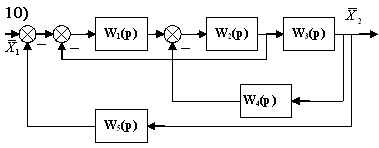 10)
X̅₁ − − W₁(p) − W₂(p) W₃(p) X̅₂
W₄(p)
W₅(p)